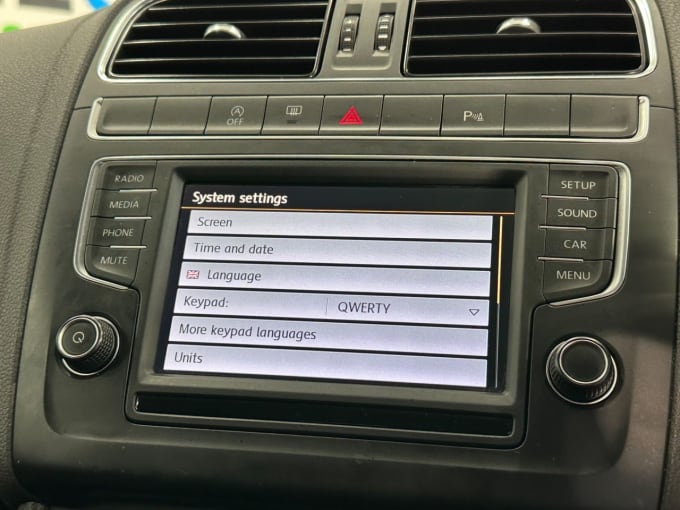 OFF
P
RADIO
MEDIA
PHONE
MUTE
System settings
Screen
Time and date
Language
Keypad: QWERTY
More keypad languages
Units
SETUP
SOUND
CAR
MENU